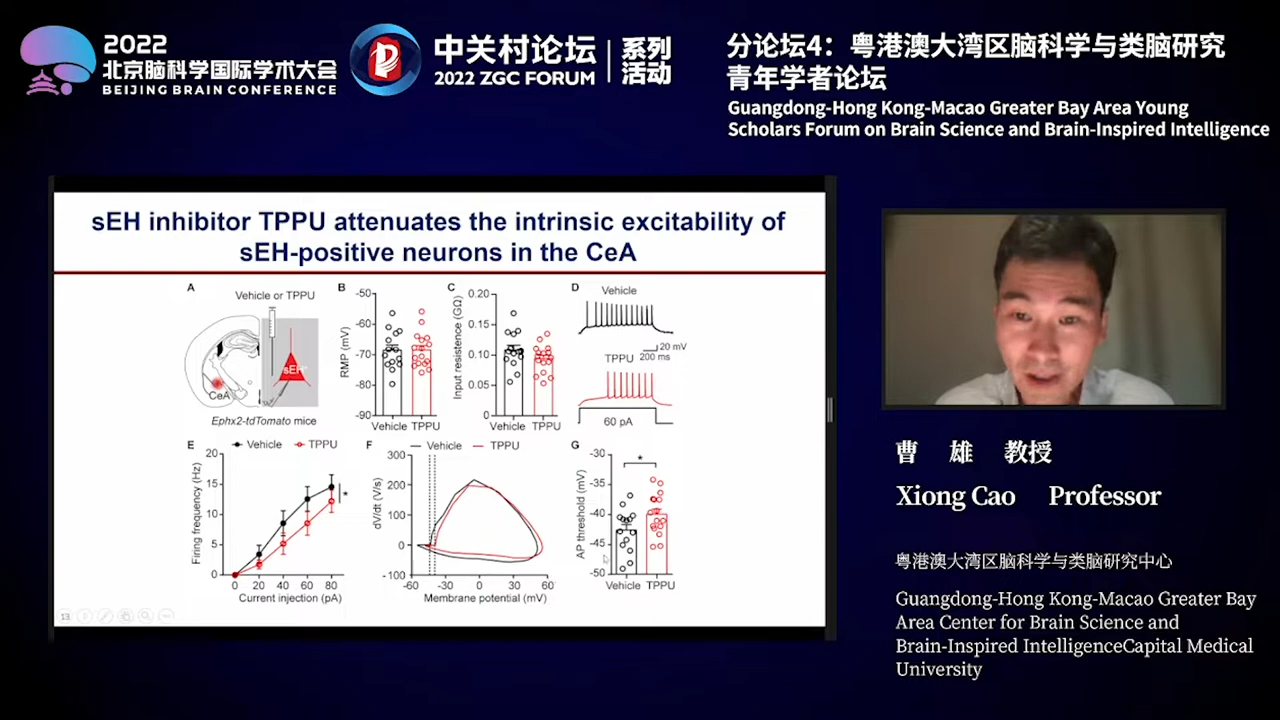 2022
北京脑科学国际学术大会
BEIJING BRAIN CONFERENCE
中关村论坛
2022 ZGC FORUM
系列
活动
分论坛4：粤港澳大湾区脑科学与类脑研究
青年学者论坛
Guangdong-Hong Kong-Macao Greater Bay Area Young
Scholars Forum on Brain Science and Brain-Inspired Intelligence
sEH inhibitor TPPU attenuates the intrinsic excitability of
sEH-positive neurons in the CeA
A
Vehicle or TPPU
sEH+
CeA
Ephx2-tdTomato mice
B
RMP (mV)
-50
-60
-70
-80
-90
Vehicle TPPU
C
Input resistence (GΩ)
0.20
0.15
0.10
0.05
0
Vehicle TPPU
D
Vehicle
20 mV
200 ms
TPPU
60 pA
E
Vehicle TPPU
Firing frequency (Hz)
20
15
10
5
0
*
0 20 40 60 80
Current injection (pA)
F
Vehicle TPPU
dV/dt (V/s)
300
200
100
0
-100
-60 -30 0 30 60
Membrane potential (mV)
G
AP threshold (mV)
-30
-35
-40
-45
-50
*
Vehicle TPPU
13
曹 雄 教授
Xiong Cao Professor
粤港澳大湾区脑科学与类脑研究中心
Guangdong-Hong Kong-Macao Greater Bay
Area Center for Brain Science and
Brain-Inspired IntelligenceCapital Medical
University